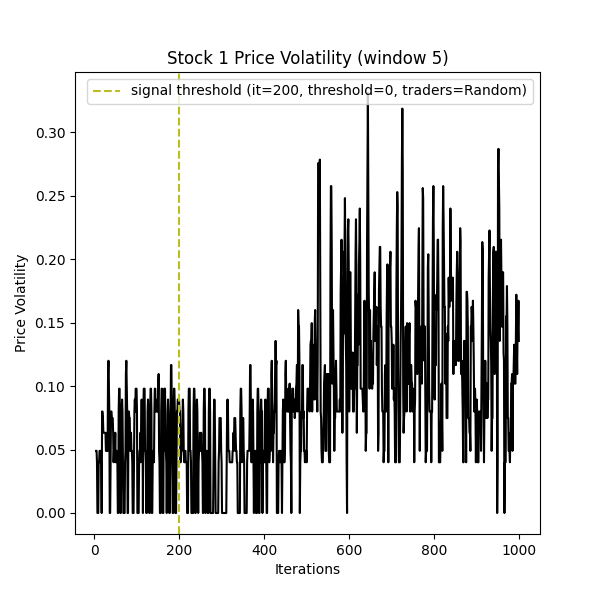 Stock 1 Price Volatility (window 5)
signal threshold (it=200, threshold=0, traders=Random)
0.30
0.25
0.20
0.15
0.10
0.05
0.00
Price Volatility
0 200 400 600 800 1000
Iterations